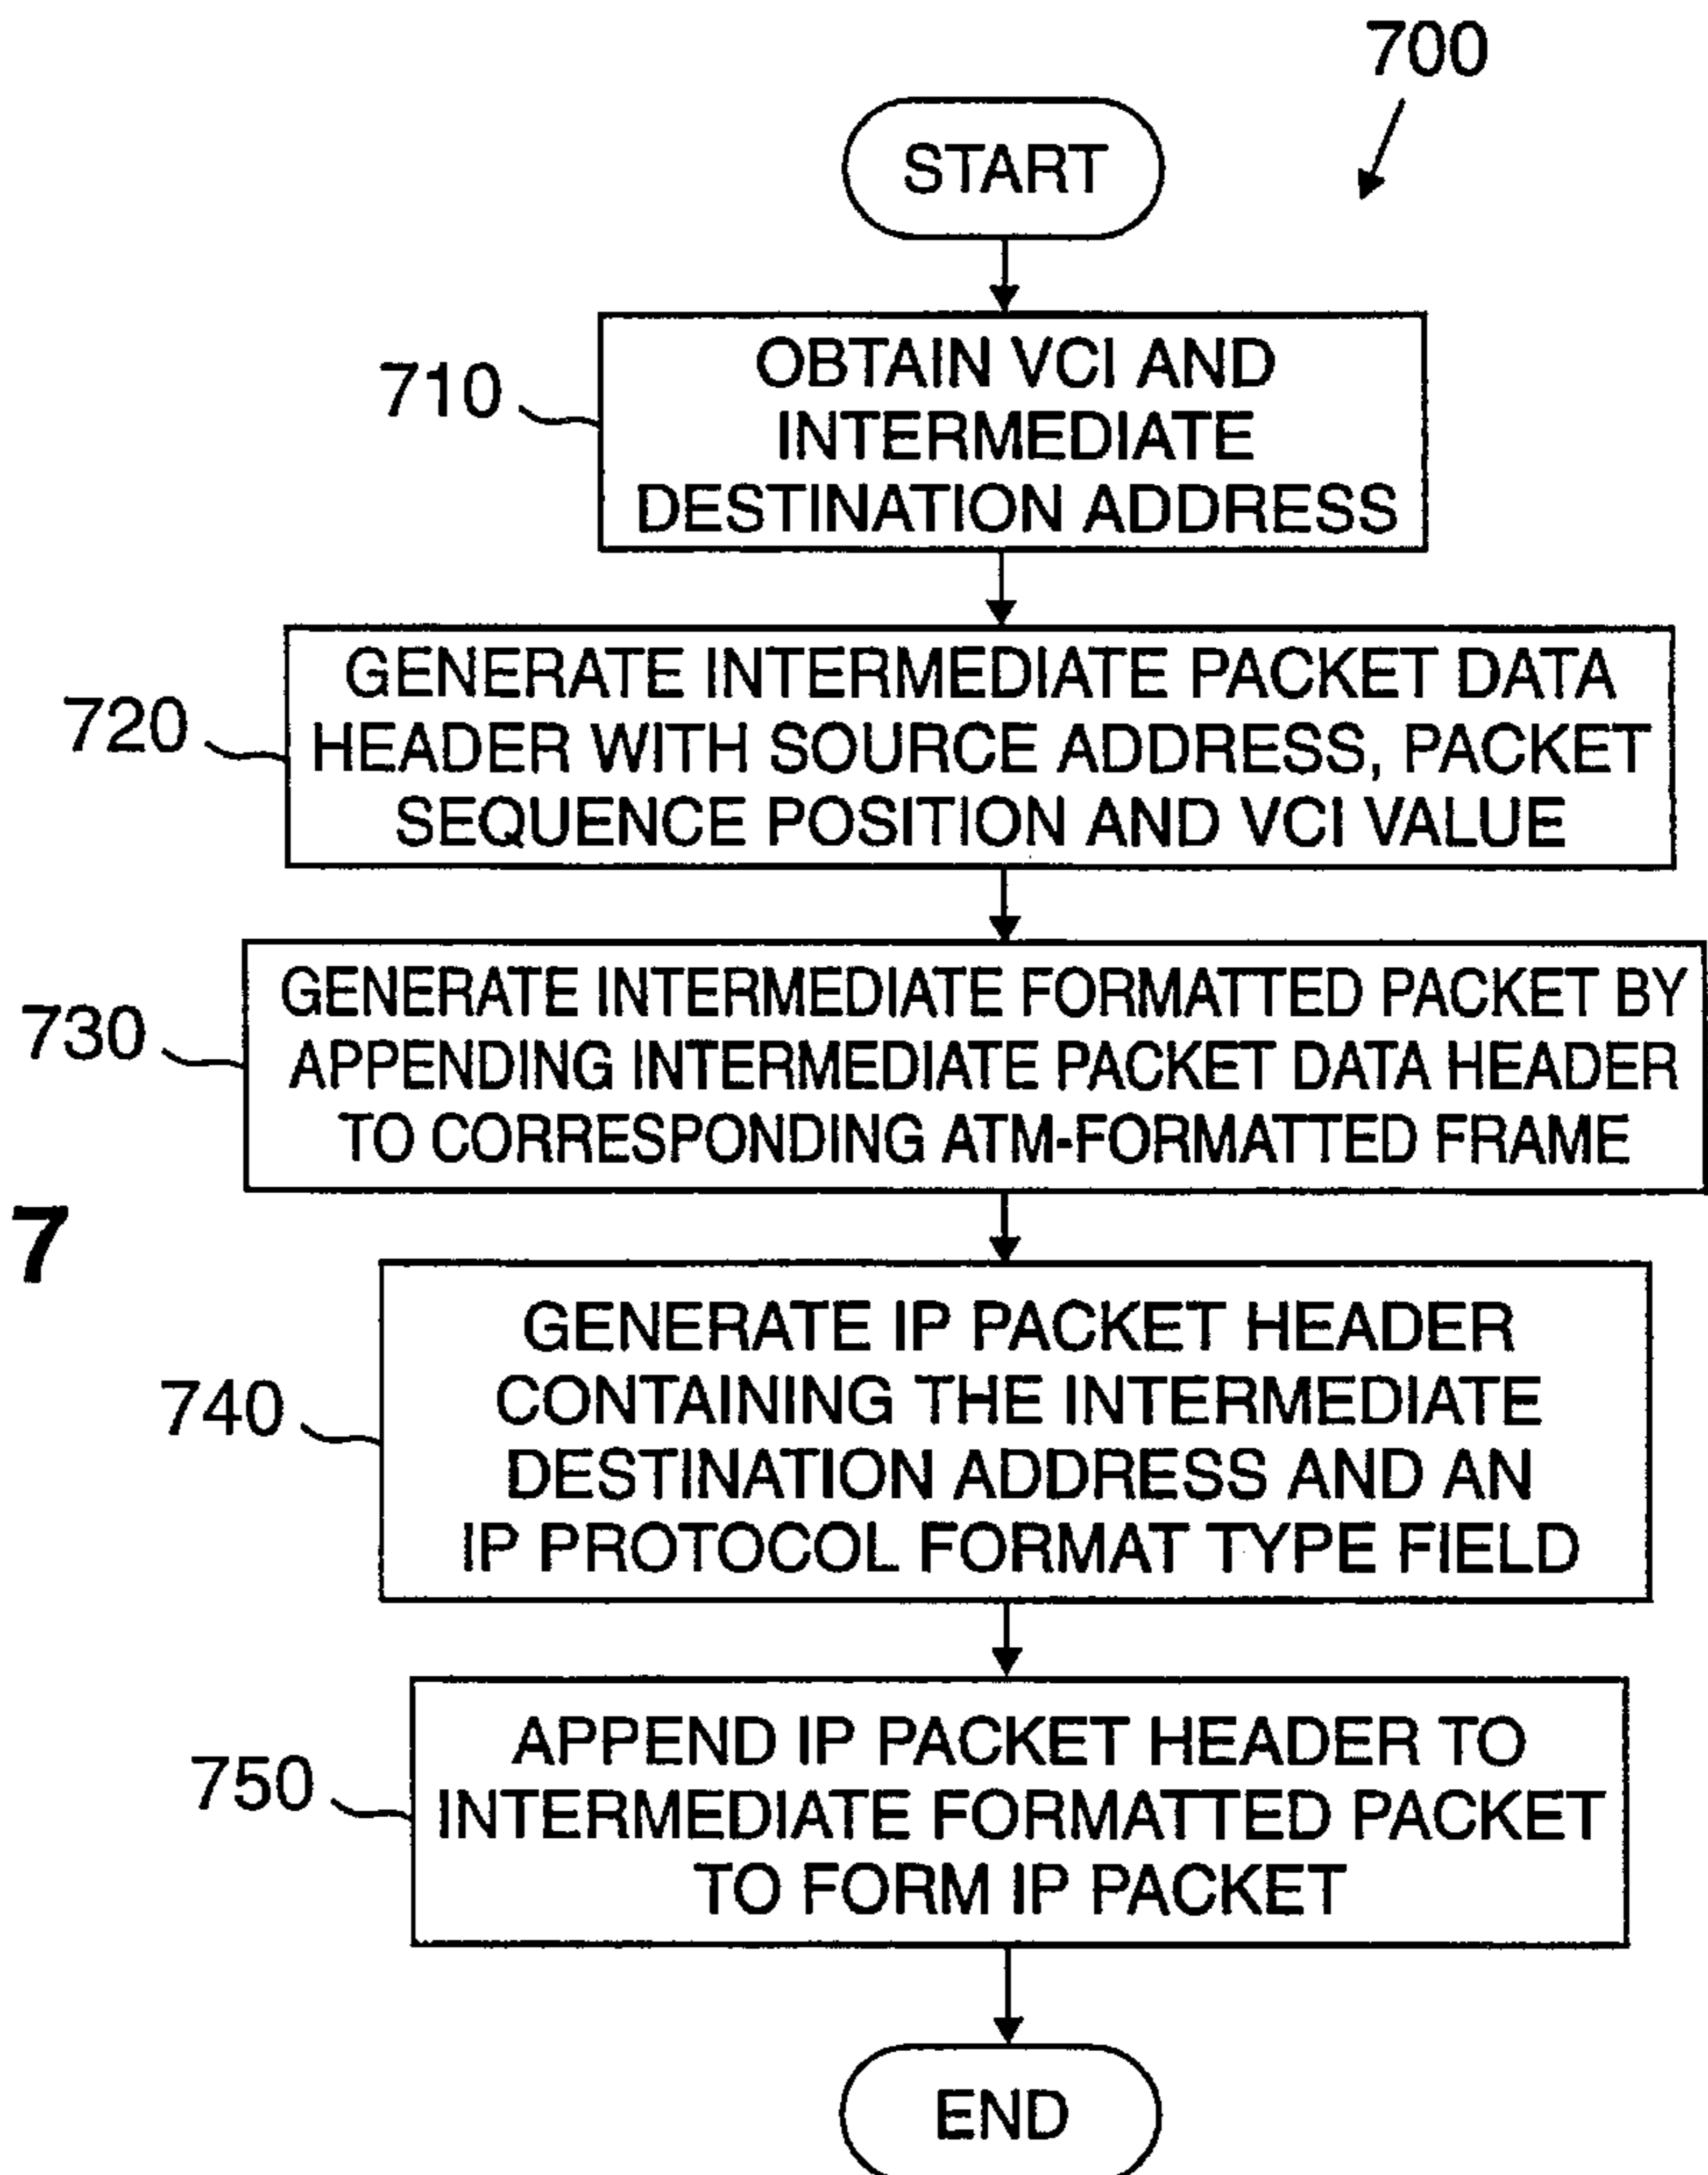 700
START
710
OBTAIN VCI AND
INTERMEDIATE
DESTINATION ADDRESS
720
GENERATE INTERMEDIATE PACKET DATA
HEADER WITH SOURCE ADDRESS, PACKET
SEQUENCE POSITION AND VCI VALUE
730
GENERATE INTERMEDIATE FORMATTED PACKET BY
APPENDING INTERMEDIATE PACKET DATA HEADER
TO CORRESPONDING ATM-FORMATTED FRAME
7
740
GENERATE IP PACKET HEADER
CONTAINING THE INTERMEDIATE
DESTINATION ADDRESS AND AN
IP PROTOCOL FORMAT TYPE FIELD
750
APPEND IP PACKET HEADER TO
INTERMEDIATE FORMATTED PACKET
TO FORM IP PACKET
END